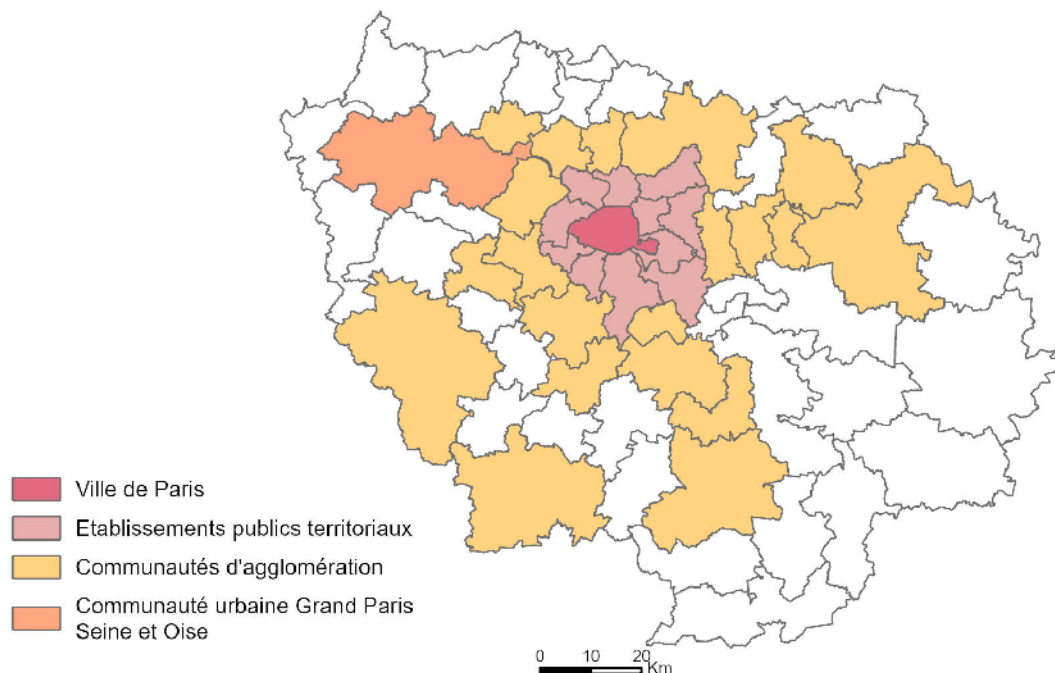 Ville de Paris
Etablissements publics territoriaux
Communautés d'agglomération
Communauté urbaine Grand Paris
Seine et Oise
0 10 20
Km